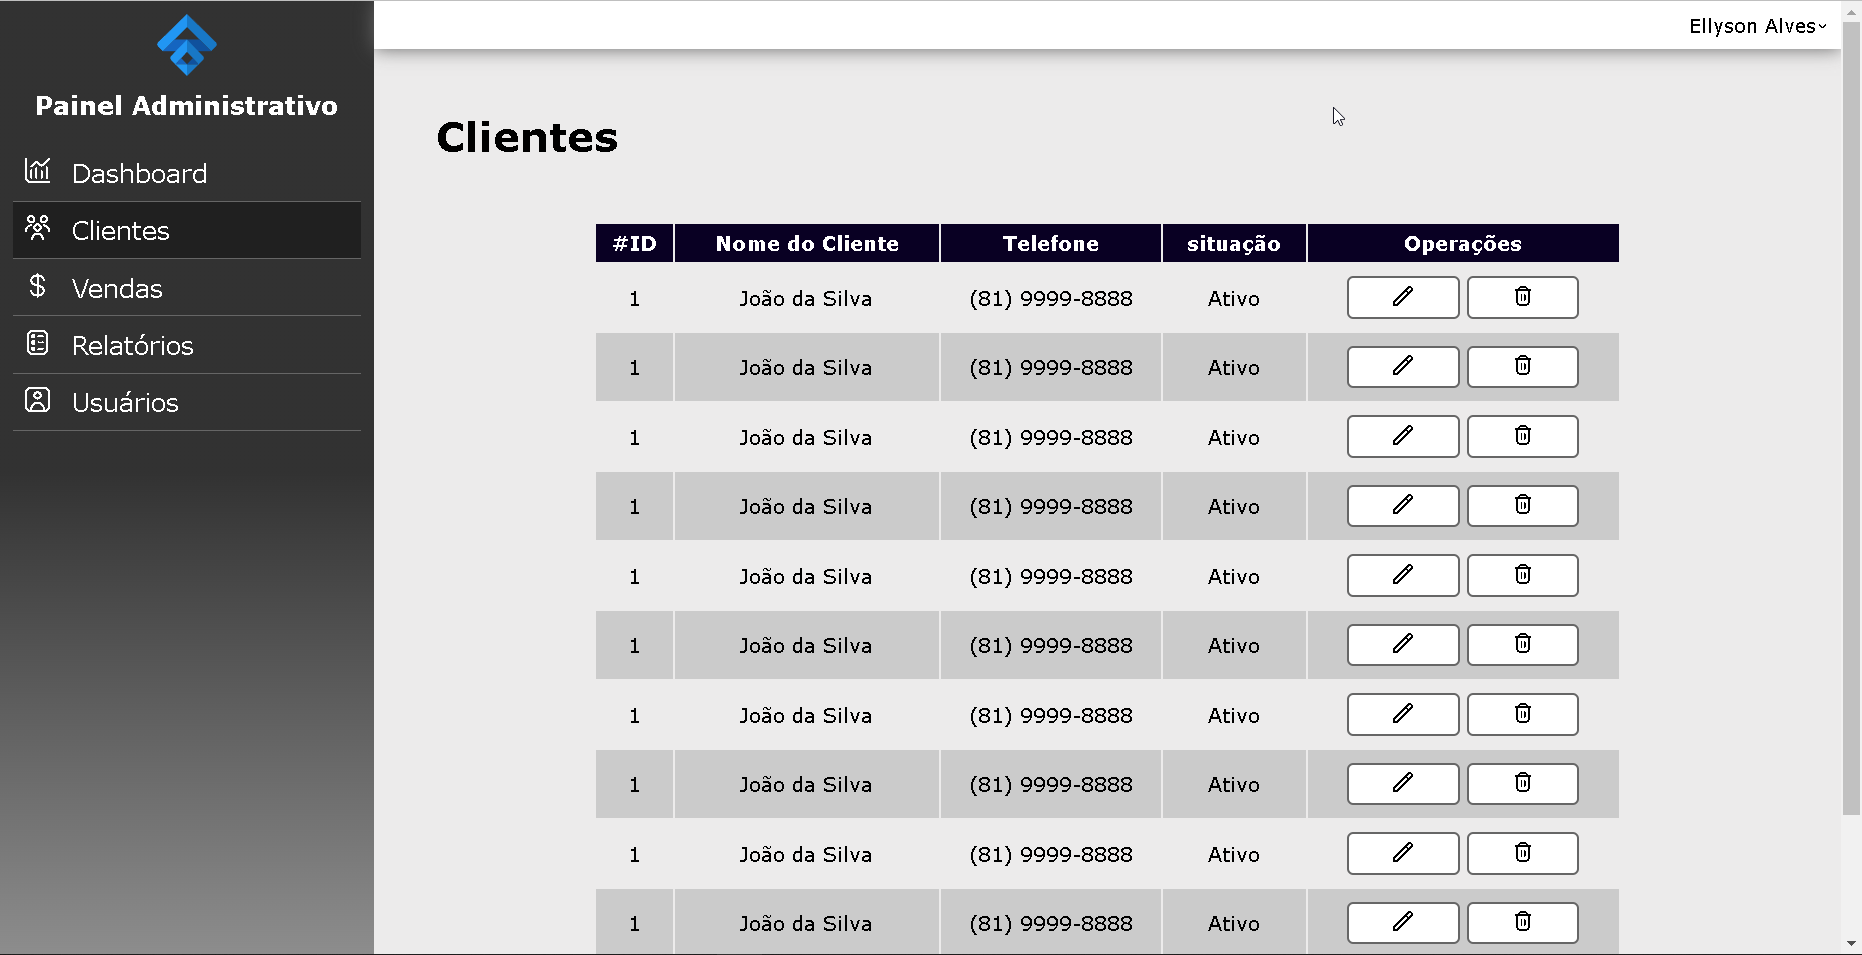 Ellyson Alves
Painel Administrativo
Dashboard
Clientes
Vendas
Relatórios
Usuários
Clientes
#ID Nome do Cliente Telefone situação Operações
1 João da Silva (81) 9999-8888 Ativo
1 João da Silva (81) 9999-8888 Ativo
1 João da Silva (81) 9999-8888 Ativo
1 João da Silva (81) 9999-8888 Ativo
1 João da Silva (81) 9999-8888 Ativo
1 João da Silva (81) 9999-8888 Ativo
1 João da Silva (81) 9999-8888 Ativo
1 João da Silva (81) 9999-8888 Ativo
1 João da Silva (81) 9999-8888 Ativo
1 João da Silva (81) 9999-8888 Ativo